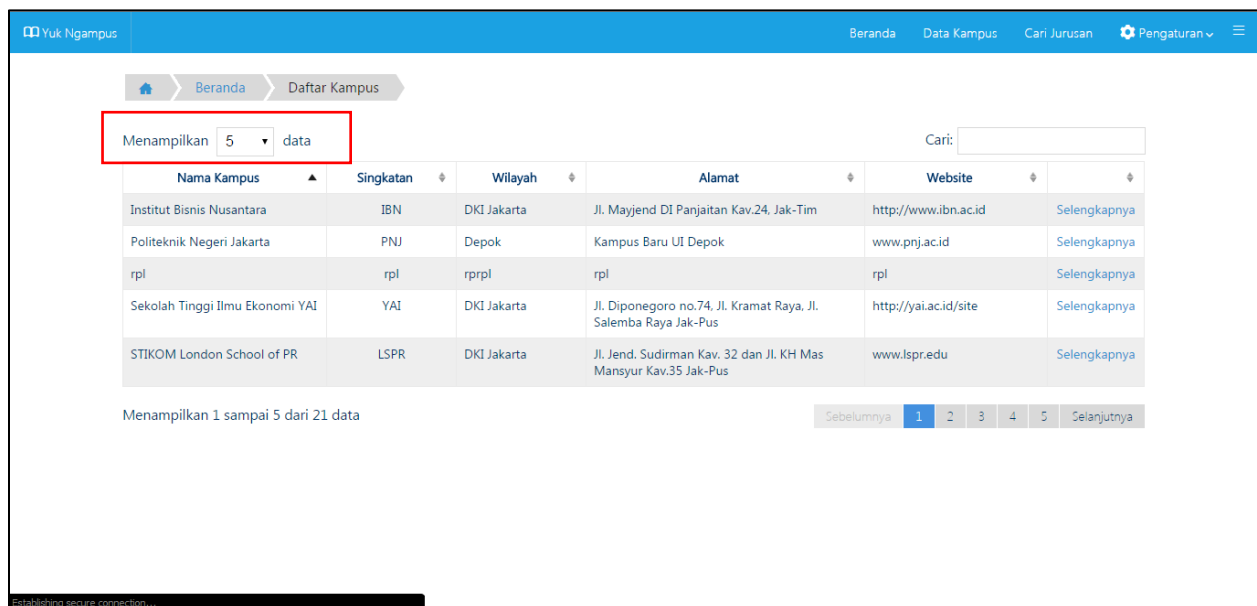 Yuk Ngampus Beranda Data Kampus Cari Jurusan Pengaturan
Beranda Daftar Kampus
Menampilkan 5 data Cari:
Nama Kampus Singkatan Wilayah Alamat Website
Institut Bisnis Nusantara IBN DKI Jakarta Jl. Mayjend DI Panjaitan Kav.24, Jak-Tim http://www.ibn.ac.id Selengkapnya
Politeknik Negeri Jakarta PNJ Depok Kampus Baru UI Depok www.pnj.ac.id Selengkapnya
rpl rpl rprpl rpl rpl Selengkapnya
Sekolah Tinggi Ilmu Ekonomi YAI YAI DKI Jakarta Jl. Diponegoro no.74, Jl. Kramat Raya, Jl. http://yai.ac.id/site Selengkapnya
Salemba Raya Jak-Pus
STIKOM London School of PR LSPR DKI Jakarta Jl. Jend. Sudirman Kav. 32 dan Jl. KH Mas www.lspr.edu Selengkapnya
Mansyur Kav.35 Jak-Pus
Menampilkan 1 sampai 5 dari 21 data Sebelumnya 1 2 3 4 5 Selanjutnya
Establishing secure connection...